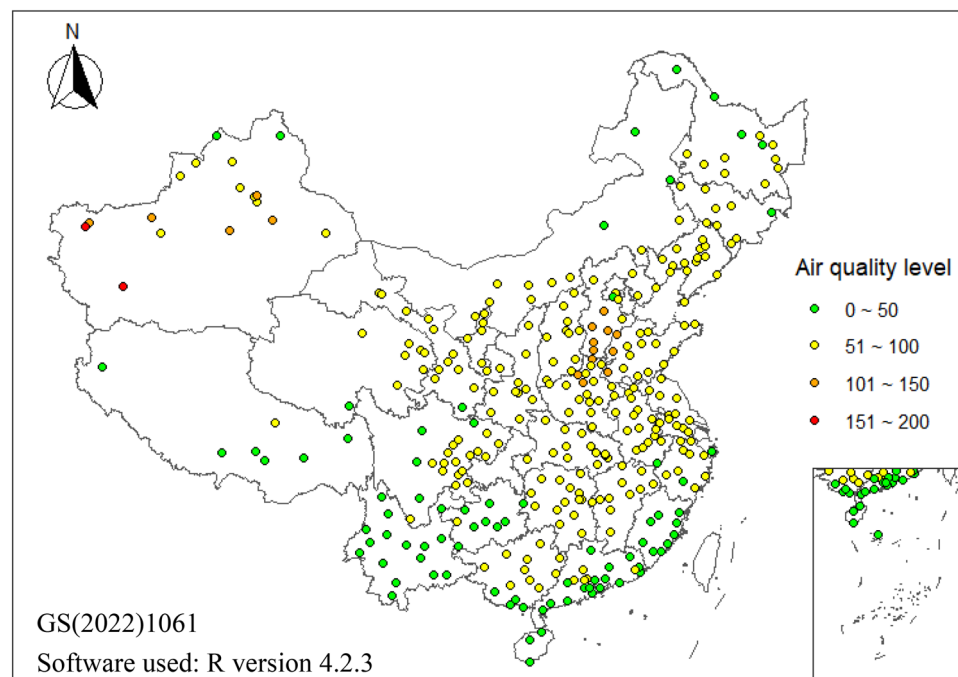 N
Air quality level
0 ~ 50
51 ~ 100
101 ~ 150
151 ~ 200
GS(2022)1061
Software used: R version 4.2.3